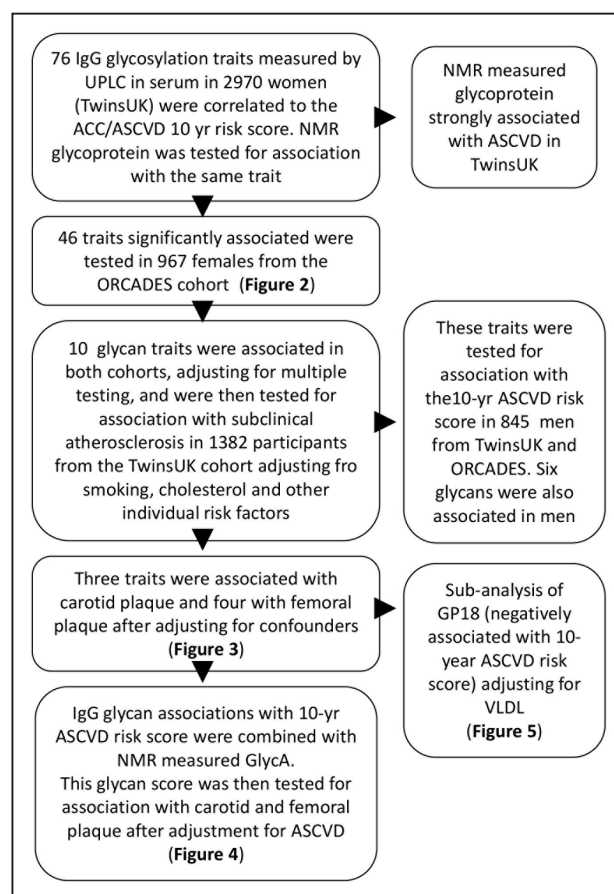 76 IgG glycosylation traits measured by
UPLC in serum in 2970 women
(TwinsUK) were correlated to the
ACC/ASCVD 10 yr risk score. NMR
glycoprotein was tested for association
with the same trait
NMR measured
glycoprotein
strongly associated
with ASCVD in
TwinsUK
46 traits significantly associated were
tested in 967 females from the
ORCADES cohort (Figure 2)
10 glycan traits were associated in
both cohorts, adjusting for multiple
testing, and were then tested for
association with subclinical
atherosclerosis in 1382 participants
from the TwinsUK cohort adjusting fro
smoking, cholesterol and other
individual risk factors
These traits were
tested for
association with
the10-yr ASCVD risk
score in 845 men
from TwinsUK and
ORCADES. Six
glycans were also
associated in men
Three traits were associated with
carotid plaque and four with femoral
plaque after adjusting for confounders
(Figure 3)
Sub-analysis of
GP18 (negatively
associated with 10-
year ASCVD risk
score) adjusting for
VLDL
(Figure 5)
IgG glycan associations with 10-yr
ASCVD risk score were combined with
NMR measured GlycA.
This glycan score was then tested for
association with carotid and femoral
plaque after adjustment for ASCVD
(Figure 4)